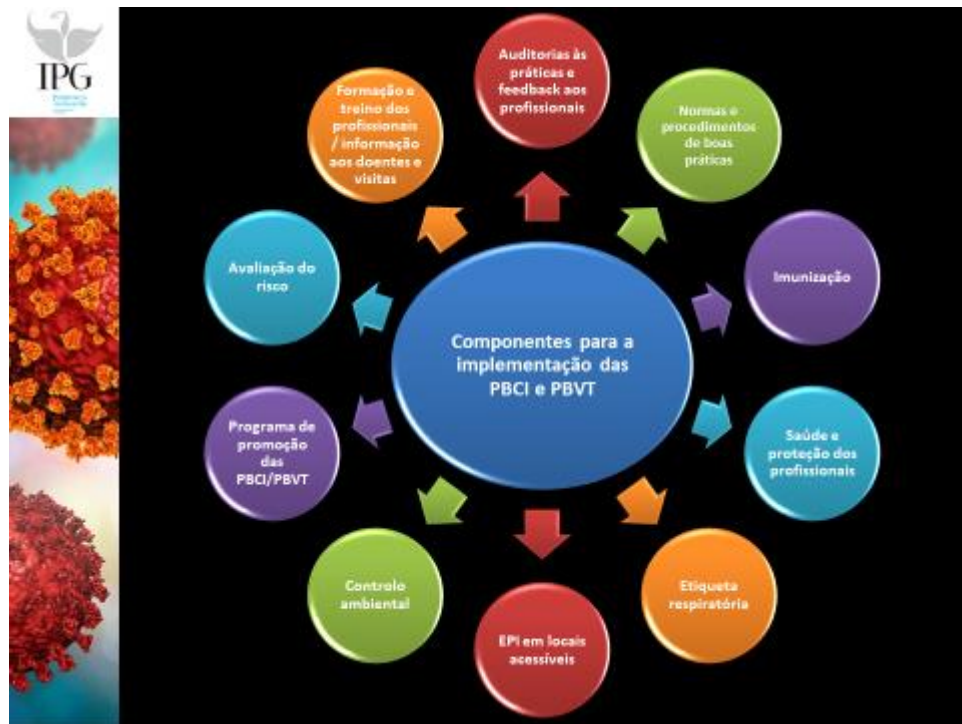 IPG
Componentes para a
implementação das
PBCI e PBVT
Auditorias às
práticas e
feedback aos
profissionais
Normas e
procedimentos
de boas
práticas
Imunização
Saúde e
proteção dos
profissionais
Etiqueta
respiratória
EPI em locais
acessíveis
Controlo
ambiental
Programa de
promoção
das
PBCI/PBVT
Avaliação do
risco
Formação e
treino dos
profissionais
/ informação
aos doentes e
visitas